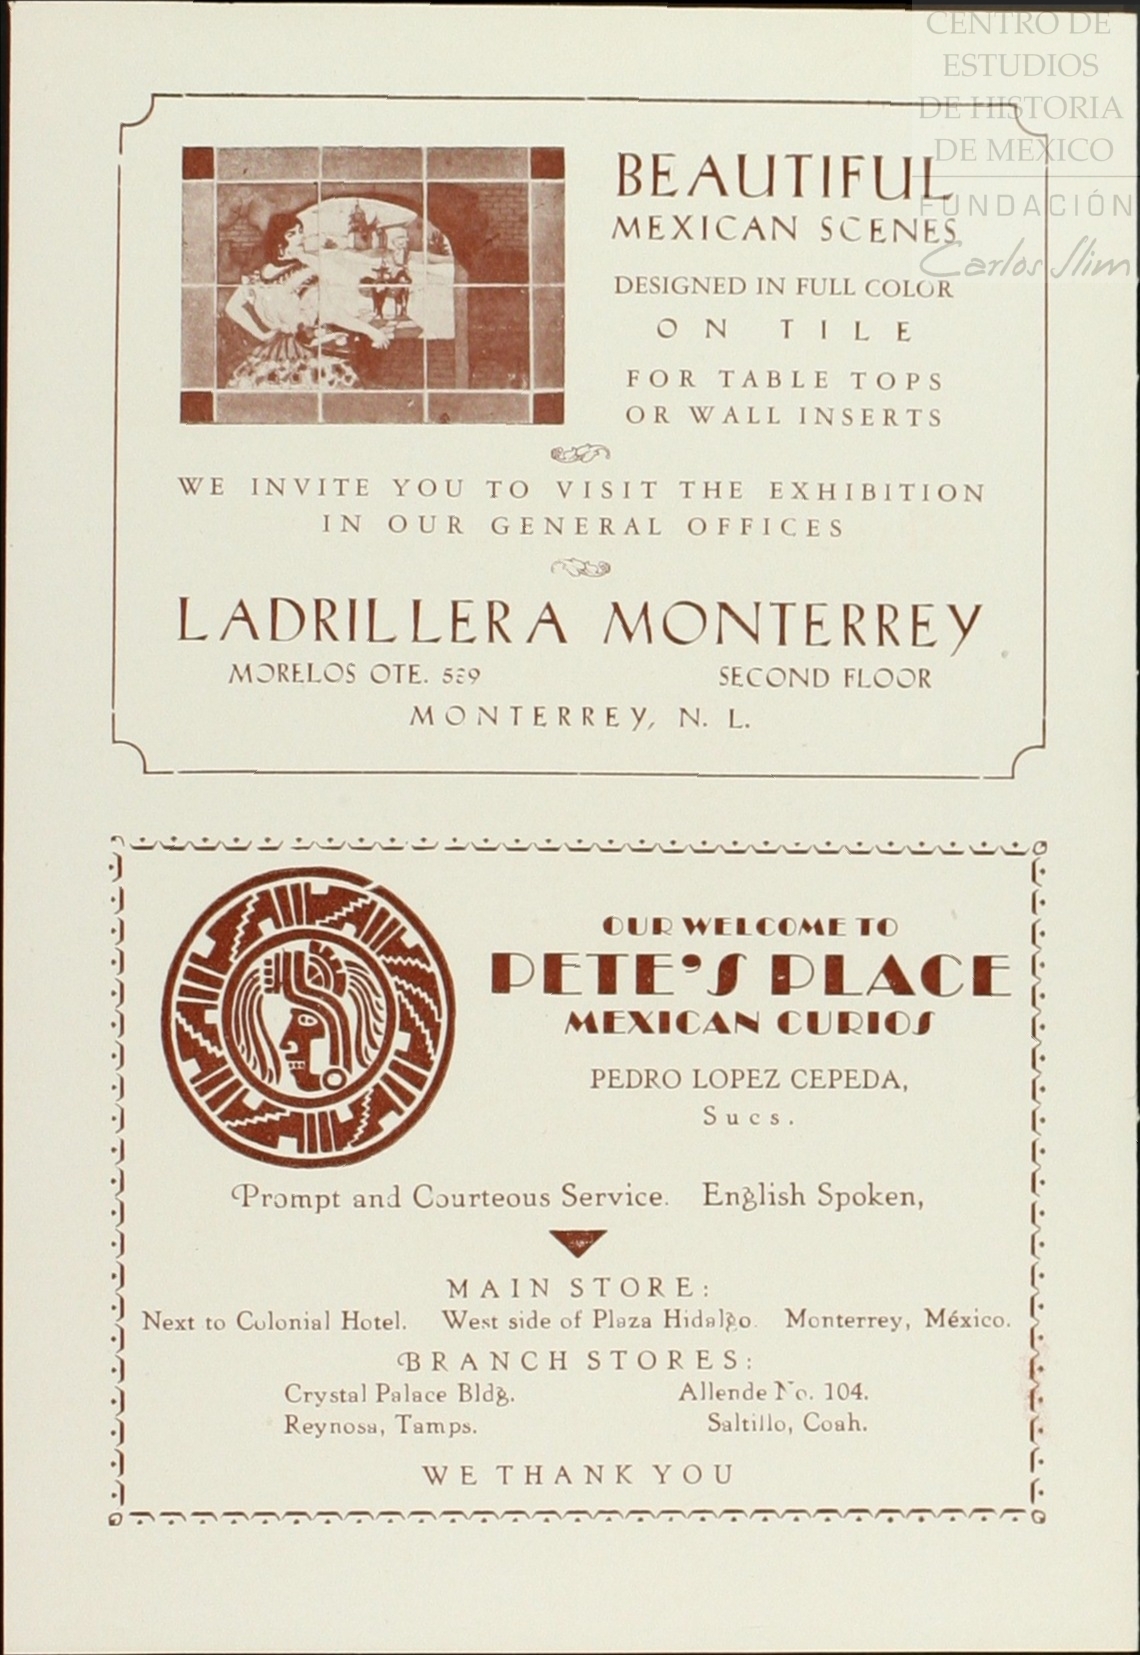 CENTRO DE
ESTUDIOS
DE HISTORIA
DE MEXICO
FUNDACIÓN
Carlos Slim
BEAUTIFUL
MEXICAN SCENES
DESIGNED IN FULL COLOR
ON TILE
FOR TABLE TOPS
OR WALL INSERTS
WE INVITE YOU TO VISIT THE EXHIBITION
IN OUR GENERAL OFFICES
LADRILLERA MONTERREY
MORELOS OTE. SECOND FLOOR
MONTERREY, N. L.
OUR WELCOME TO
PETE'S PLACE
MEXICAN CURIOS
PEDRO LOPEZ CEPEDA,
Sucs.
Prompt and Courteous Service. English Spoken,
MAIN STORE:
Next to Colonial Hotel. West side of Plaza Hidalgo. Monterrey, México.
BRANCH STORES:
Crystal Palace Bldg. Allende No. 104.
Reynosa, Tamps. Saltillo, Coah.
WE THANK YOU